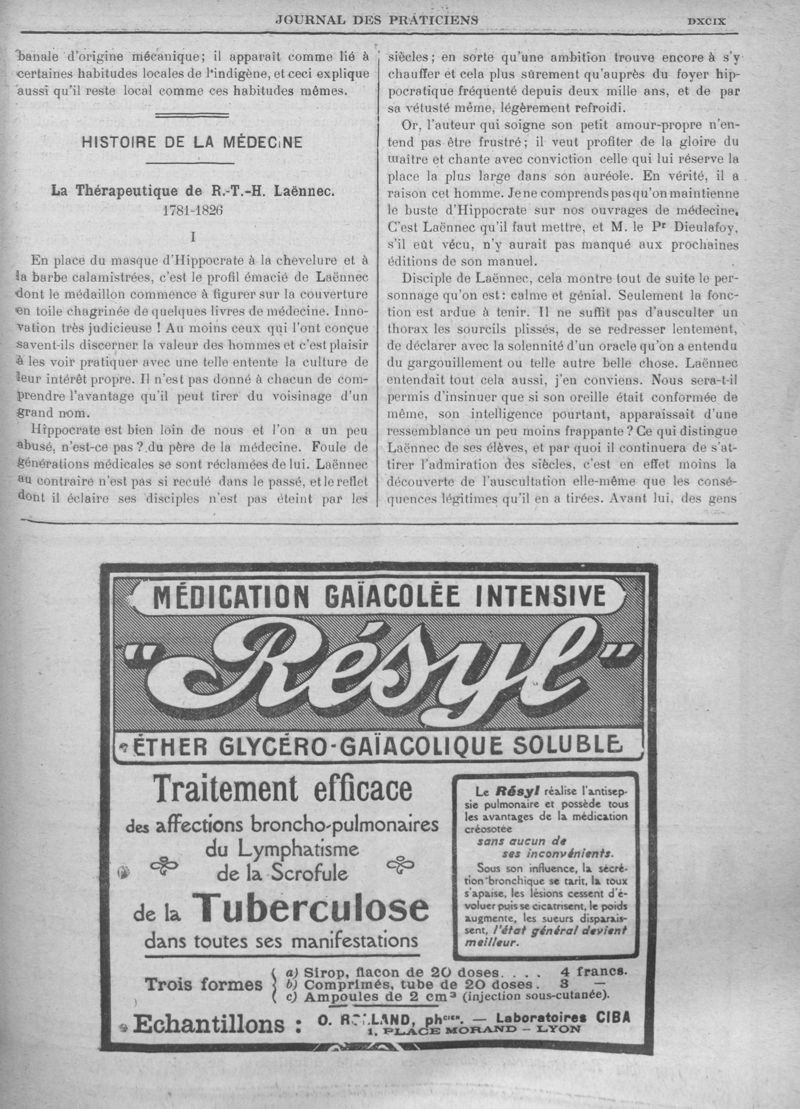 JOURNAL DES PRATICIENS
DXCIX
banale d'origine mécanique; il apparaît comme lié à
certaines habitudes locales de l'indigène, et ceci explique
aussi qu'il reste local comme ces habitudes mêmes.
HISTOIRE DE LA MÉDECINE
La Thérapeutique de R.-T.-H. Laënnec.
1781-1826
I
En place du masque d'Hippocrate à la chevelure et à
la barbe calamistrées, c'est le profil émacié de Laënnec
dont le médaillon commence à figurer sur la couverture
en toile chagrinée de quelques livres de médecine. Inno-
vation très judicieuse ! Au moins ceux qui l'ont conçue
savent-ils discerner la valeur des hommes et c'est plaisir
à les voir pratiquer avec une telle entente la culture de
leur intérêt propre. Il n'est pas donné à chacun de com-
prendre l'avantage qu'il peut tirer du voisinage d'un
grand nom.
Hippocrate est bien loin de nous et l'on a un peu
abusé, n'est-ce pas ? du père de la médecine. Foule de
générations médicales se sont réclamées de lui. Laënnec
au contraire n'est pas si reculé dans le passé, et le reflet
dont il éclaire ses disciples n'est pas éteint par les
siècles ; en sorte qu'une ambition trouve encore à s'y
chauffer et cela plus sûrement qu'auprès du foyer hip-
pocratique fréquenté depuis deux mille ans, et de par
sa vétusté même, légèrement refroidi.
Or, l'auteur qui soigne son petit amour-propre n'en-
tend pas être frustré ; il veut profiter de la gloire du
maître et chante avec conviction celle qui lui réserve la
place la plus large dans son auréole. En vérité, il a
raison cet homme. Je ne comprends pas qu'on maintienne
le buste d'Hippocrate sur nos ouvrages de médecine.
C'est Laënnec qu'il faut mettre, et M. le Pr Dieulafoy,
s'il eût vécu, n'y aurait pas manqué aux prochaines
éditions de son manuel.
Disciple de Laënnec, cela montre tout de suite le per-
sonnage qu'on est : calme et génial. Seulement la fonc-
tion est ardue à tenir. Il ne suffit pas d'ausculter un
thorax les sourcils plissés, de se redresser lentement,
de déclarer avec la solennité d'un oracle qu'on a entendu
du gargouillement ou telle autre belle chose. Laënnec
entendait tout cela aussi, j'en conviens. Nous sera-t-il
permis d'insinuer que si son oreille était conformée de
même, son intelligence pourtant, apparaissait d'une
ressemblance un peu moins frappante ? Ce qui distingue
Laënnec de ses élèves, et par quoi il continuera de s'at-
tirer l'admiration des siècles, c'est en effet moins la
découverte de l'auscultation elle-même que les consé-
quences légitimes qu'il en a tirées. Avant lui, des gens
MÉDICATION GAÏACOLÉE INTENSIVE
"Résyl"
ÉTHER GLYCÉRO-GAÏACOLIQUE SOLUBLE
Traitement efficace
des affections broncho-pulmonaires
du Lymphatisme
de la Scrofule
de la Tuberculose
dans toutes ses manifestations
Le Résyl réalise l'antisep-
sie pulmonaire et possède tous
les avantages de la médication
créosotée
sans aucun de
ses inconvénients.
Sous son influence, la sécré-
tion bronchique se tarit, la toux
s'apaise, les lésions cessent d'é-
voluer puis se cicatrisent, le poids
augmente, les sueurs disparais-
sent, l'état général devient
meilleur.
Trois formes
a) Sirop, flacon de 20 doses. . . . 4 francs.
b) Comprimés, tube de 20 doses . 3 —
c) Ampoules de 2 cm3 (injection sous-cutanée).
Echantillons : O. phcien. — Laboratoires CIBA
1, PLACE MORAND – LYON